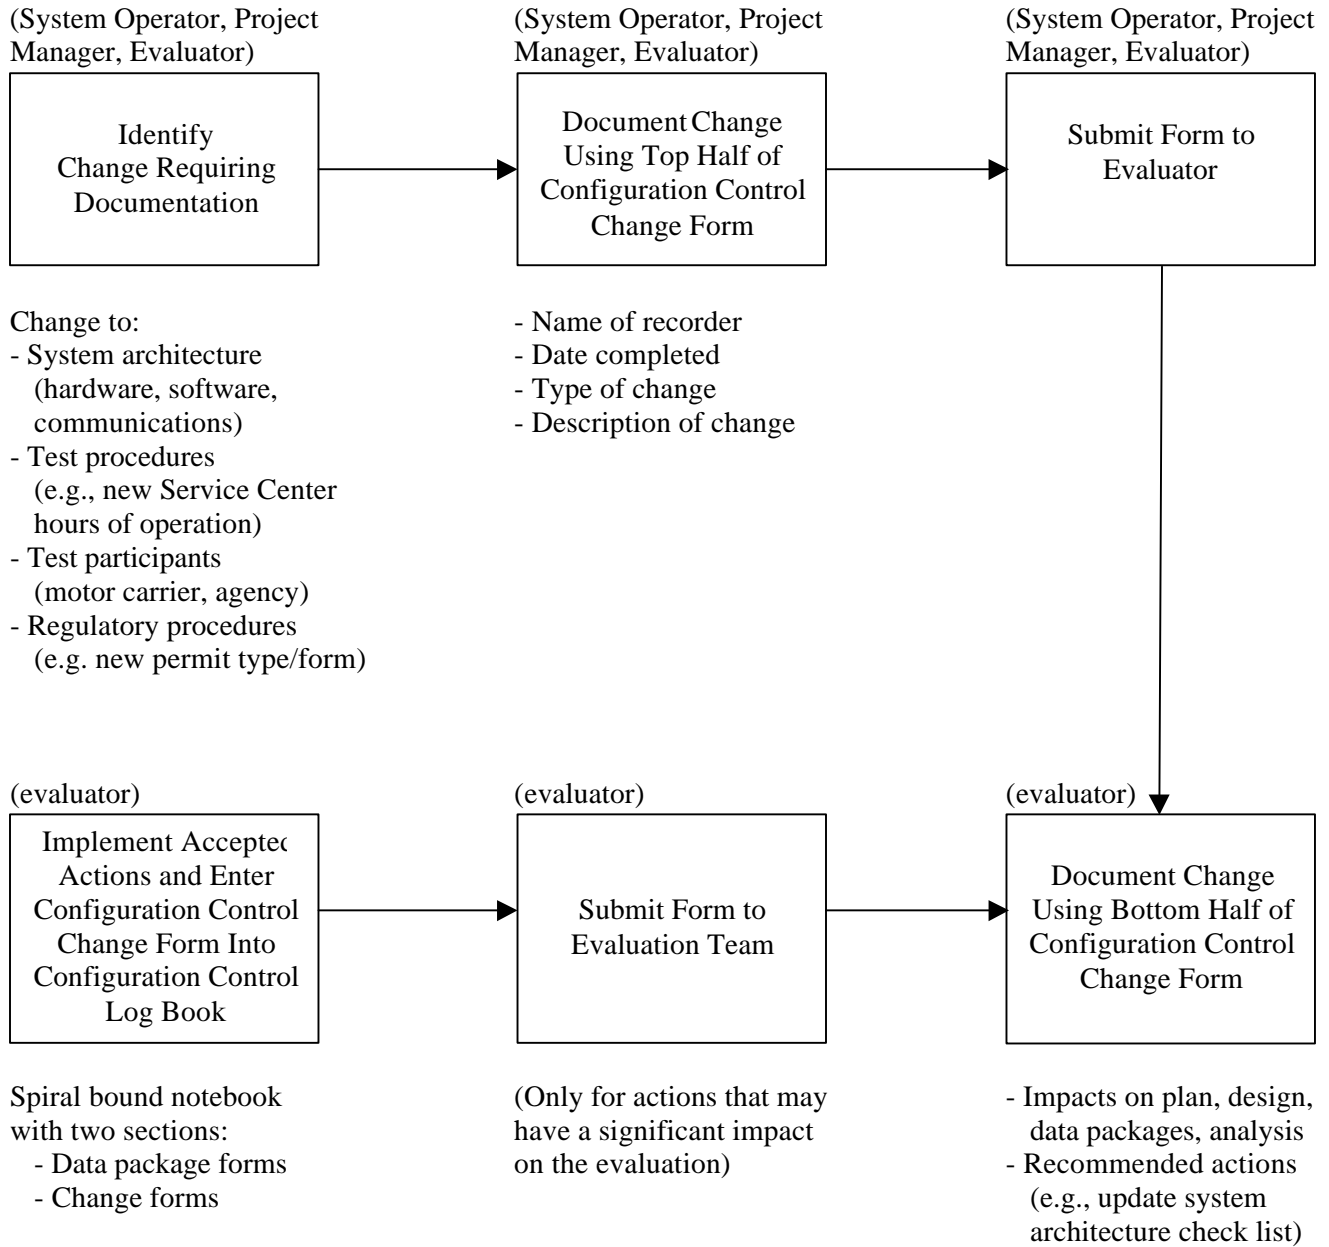 (System Operator, Project
Manager, Evaluator)
Identify
Change Requiring
Documentation
Change to:
- System architecture
(hardware, software,
communications)
- Test procedures
(e.g., new Service Center
hours of operation)
- Test participants
(motor carrier, agency)
- Regulatory procedures
(e.g. new permit type/form)
(System Operator, Project
Manager, Evaluator)
Document Change
Using Top Half of
Configuration Control
Change Form
- Name of recorder
- Date completed
- Type of change
- Description of change
(System Operator, Project
Manager, Evaluator)
Submit Form to
Evaluator
(evaluator)
Implement Accepted
Actions and Enter
Configuration Control
Change Form Into
Configuration Control
Log Book
Spiral bound notebook
with two sections:
- Data package forms
- Change forms
(evaluator)
Submit Form to
Evaluation Team
(Only for actions that may
have a significant impact
on the evaluation)
(evaluator)
Document Change
Using Bottom Half of
Configuration Control
Change Form
- Impacts on plan, design,
data packages, analysis
- Recommended actions
(e.g., update system
architecture check list)